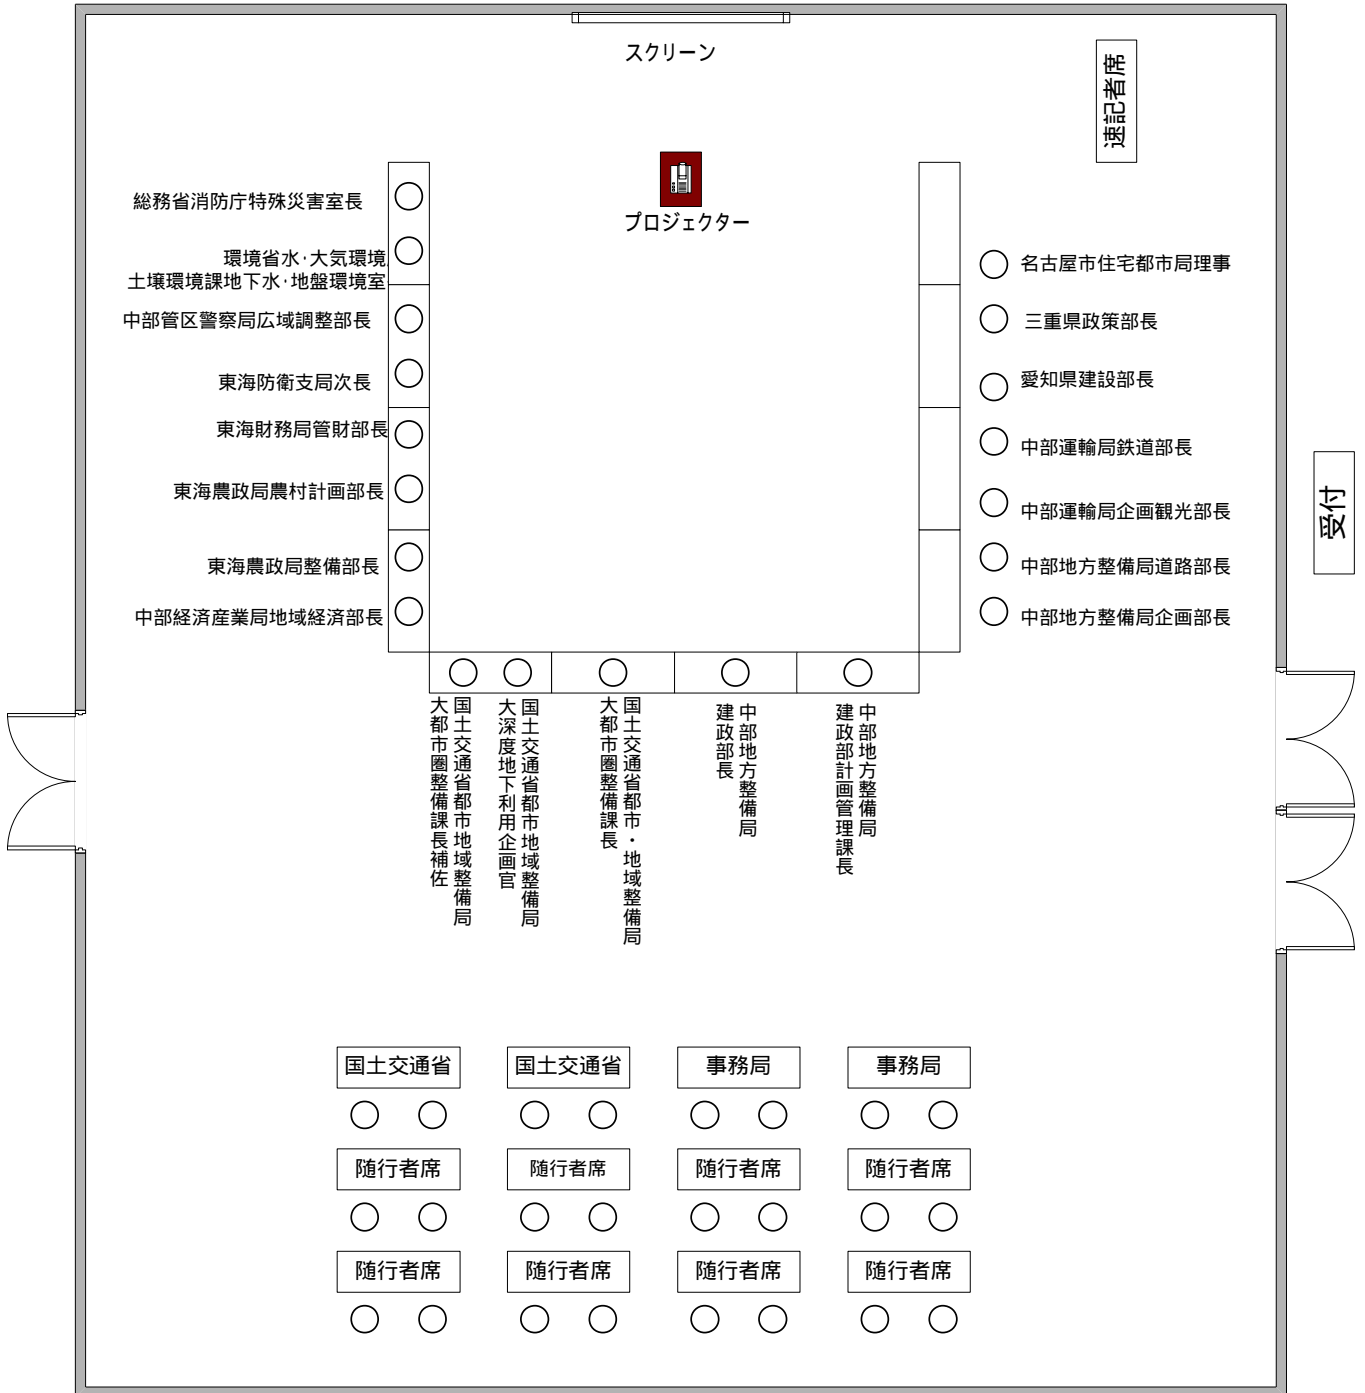 スクリーン
速記者席
プロジェクター
総務省消防庁特殊災害室長
環境省水・大気環境
土壌環境課地下水・地盤環境室
中部管区警察局広域調整部長
東海防衛支局次長
東海財務局管財部長
東海農政局農村計画部長
東海農政局整備部長
中部経済産業局地域経済部長
名古屋市住宅都市局理事
三重県政策部長
愛知県建設部長
中部運輸局鉄道部長
中部運輸局企画観光部長
中部地方整備局道路部長
中部地方整備局企画部長
受付
国土交通省都市地域整備局
大都市圏整備課長補佐
国土交通省都市地域整備局
大深度地下利用企画官
国土交通省都市・地域整備局
大都市圏整備課長
中部地方整備局
建政部長
中部地方整備局
建政部計画管理課長
国土交通省
国土交通省
事務局
事務局
随行者席
随行者席
随行者席
随行者席
随行者席
随行者席
随行者席
随行者席